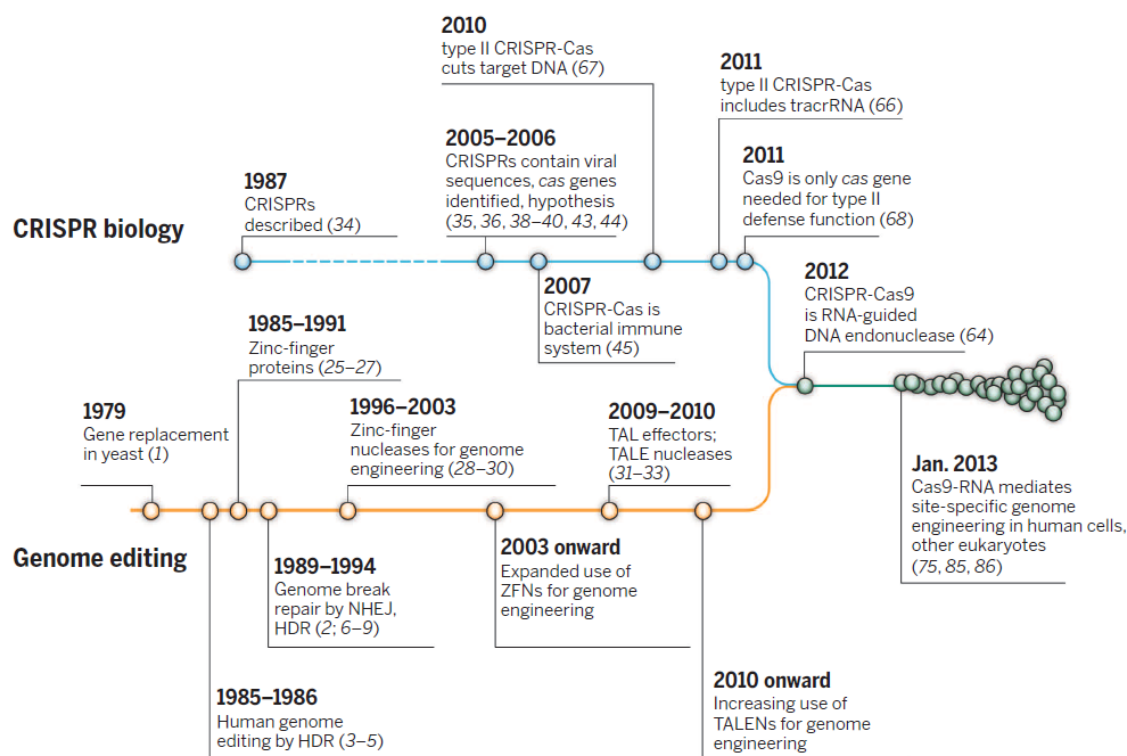 2010
type II CRISPR-Cas
cuts target DNA (67)
2011
type II CRISPR-Cas
includes tracrRNA (66)
2005–2006
CRISPRs contain viral
sequences, cas genes
identified, hypothesis
(35, 36, 38–40, 43, 44)
2011
Cas9 is only cas gene
needed for type II
defense function (68)
1987
CRISPRs
described (34)
CRISPR biology
2007
CRISPR-Cas is
bacterial immune
system (45)
2012
CRISPR-Cas9
is RNA-guided
DNA endonuclease (64)
1985–1991
Zinc-finger
proteins (25–27)
1979
Gene replacement
in yeast (1)
1996–2003
Zinc-finger
nucleases for genome
engineering (28–30)
2009–2010
TAL effectors;
TALE nucleases
(31–33)
Jan. 2013
Cas9-RNA mediates
site-specific genome
engineering in human cells,
other eukaryotes
(75, 85, 86)
Genome editing
1989–1994
Genome break
repair by NHEJ,
HDR (2; 6–9)
2003 onward
Expanded use of
ZFNs for genome
engineering
1985–1986
Human genome
editing by HDR (3–5)
2010 onward
Increasing use of
TALENs for genome
engineering